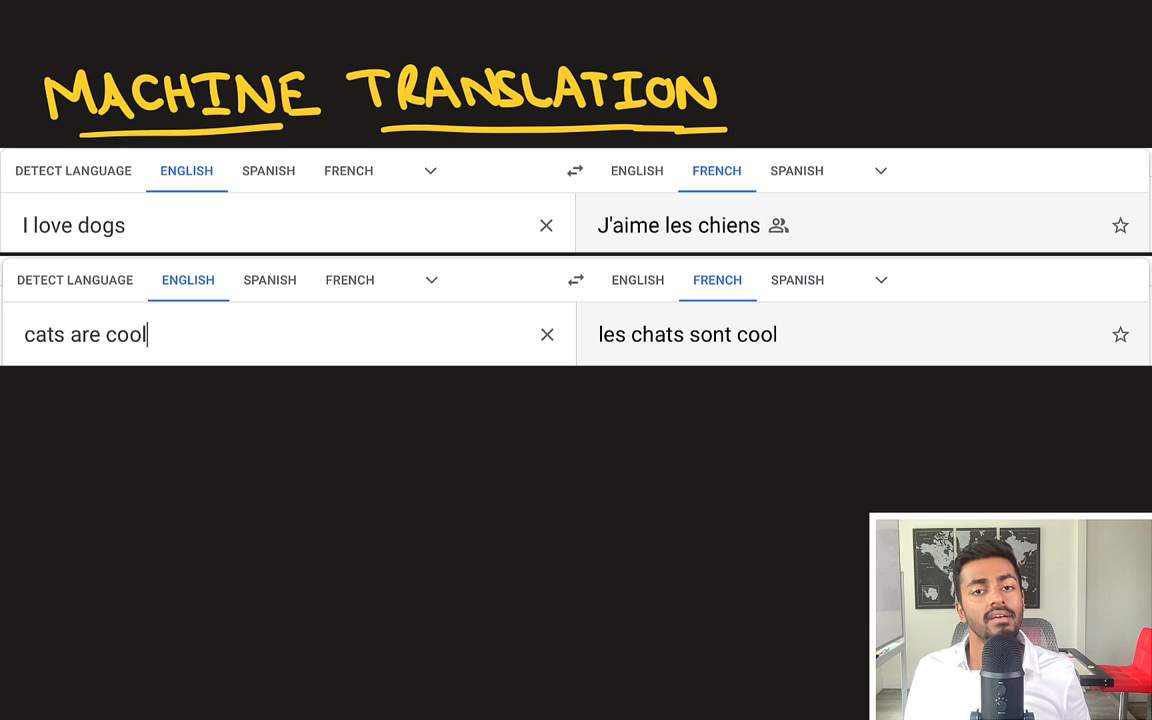 MACHINE TRANSLATION
DETECT LANGUAGE ENGLISH SPANISH FRENCH ENGLISH FRENCH SPANISH
I love dogs J'aime les chiens
DETECT LANGUAGE ENGLISH SPANISH FRENCH ENGLISH FRENCH SPANISH
cats are cool les chats sont cool